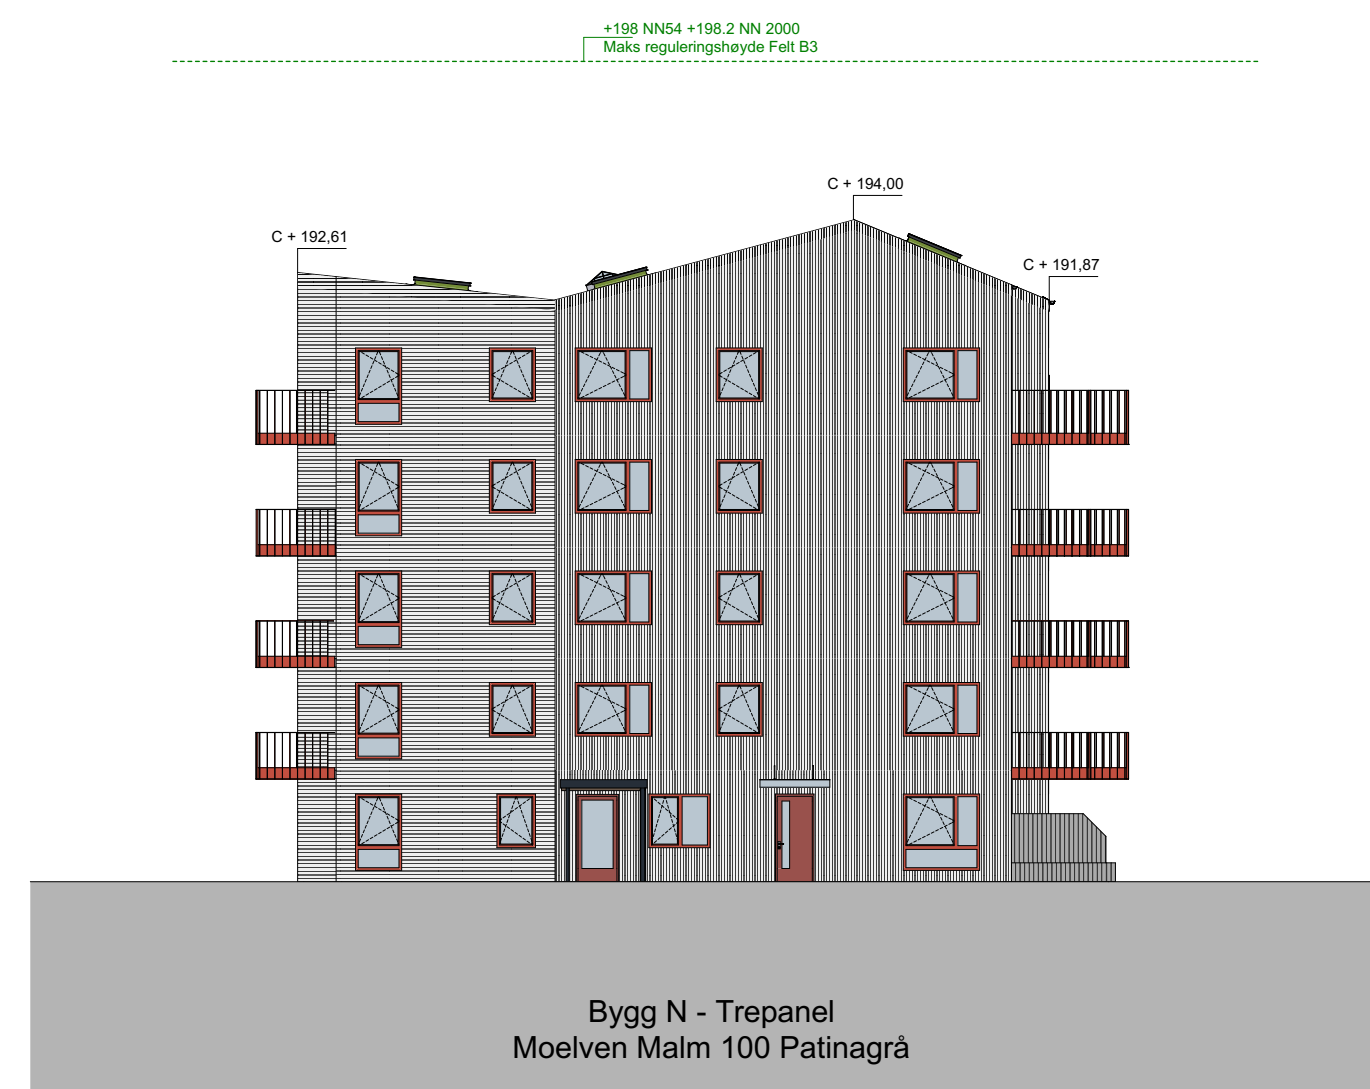 +198 NN54 +198.2 NN 2000
Maks reguleringshøyde Felt B3
C + 194,00
C + 192,61
C + 191,87
Bygg N - Trepanel
Moelven Malm 100 Patinagrå